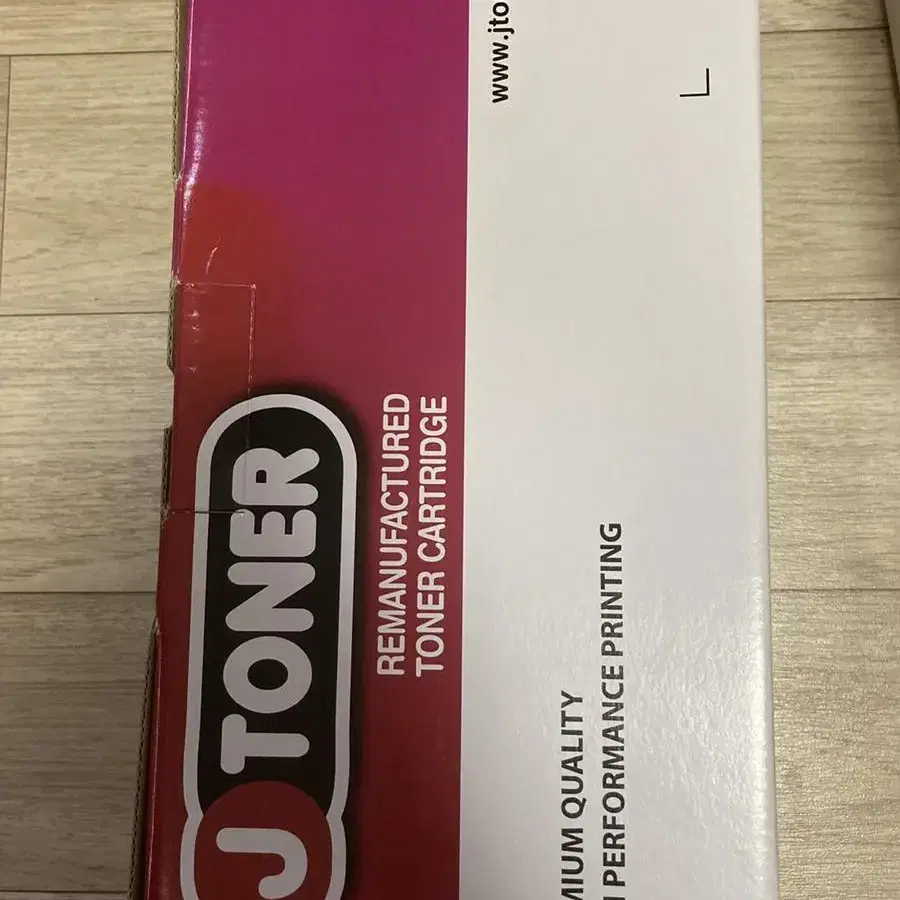 J TONER
REMANUFACTURED
TONER CARTRIDGE
www.jto
MIUM QUALITY
PERFORMANCE PRINTING